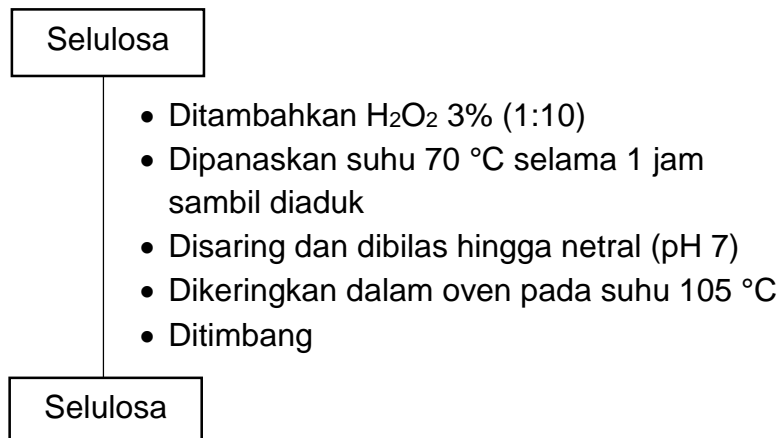 Selulosa
• Ditambahkan H₂O₂ 3% (1:10)
• Dipanaskan suhu 70 °C selama 1 jam
sambil diaduk
• Disaring dan dibilas hingga netral (pH 7)
• Dikeringkan dalam oven pada suhu 105 °C
• Ditimbang
Selulosa